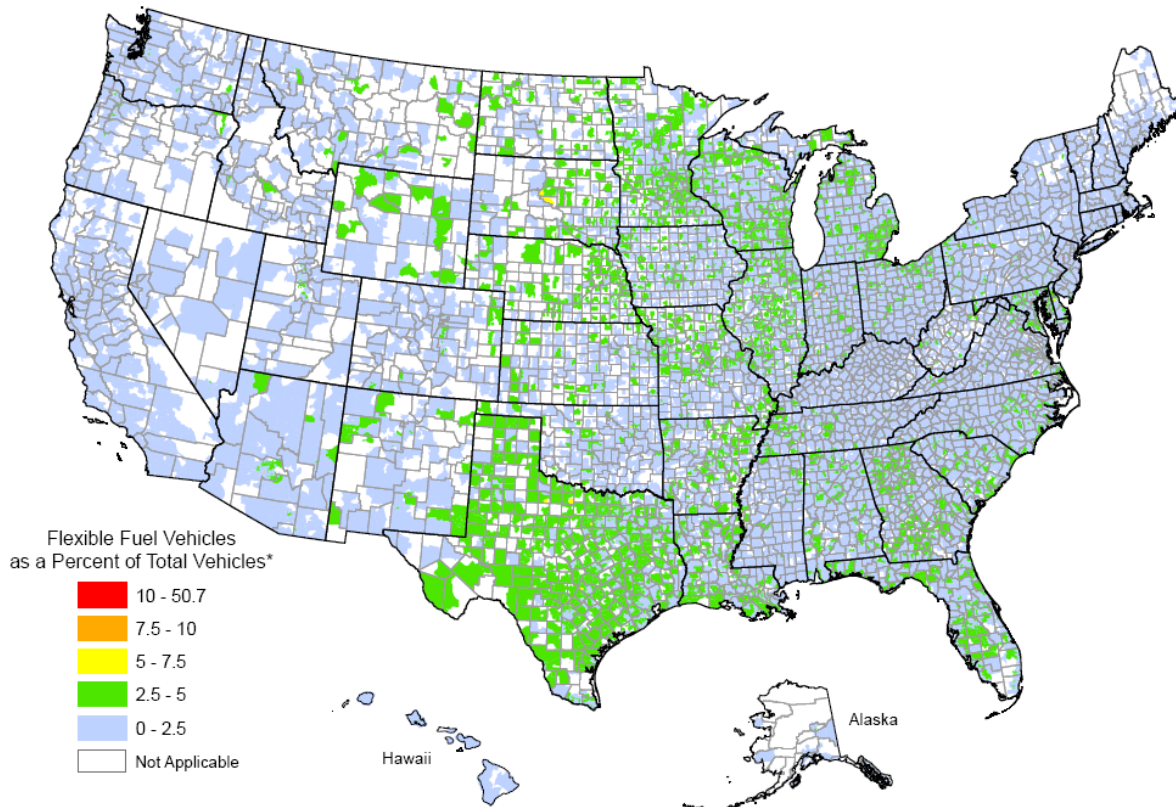 Flexible Fuel Vehicles
as a Percent of Total Vehicles*
10 - 50.7
7.5 - 10
5 - 7.5
2.5 - 5
0 - 2.5
Not Applicable
Hawaii
Alaska